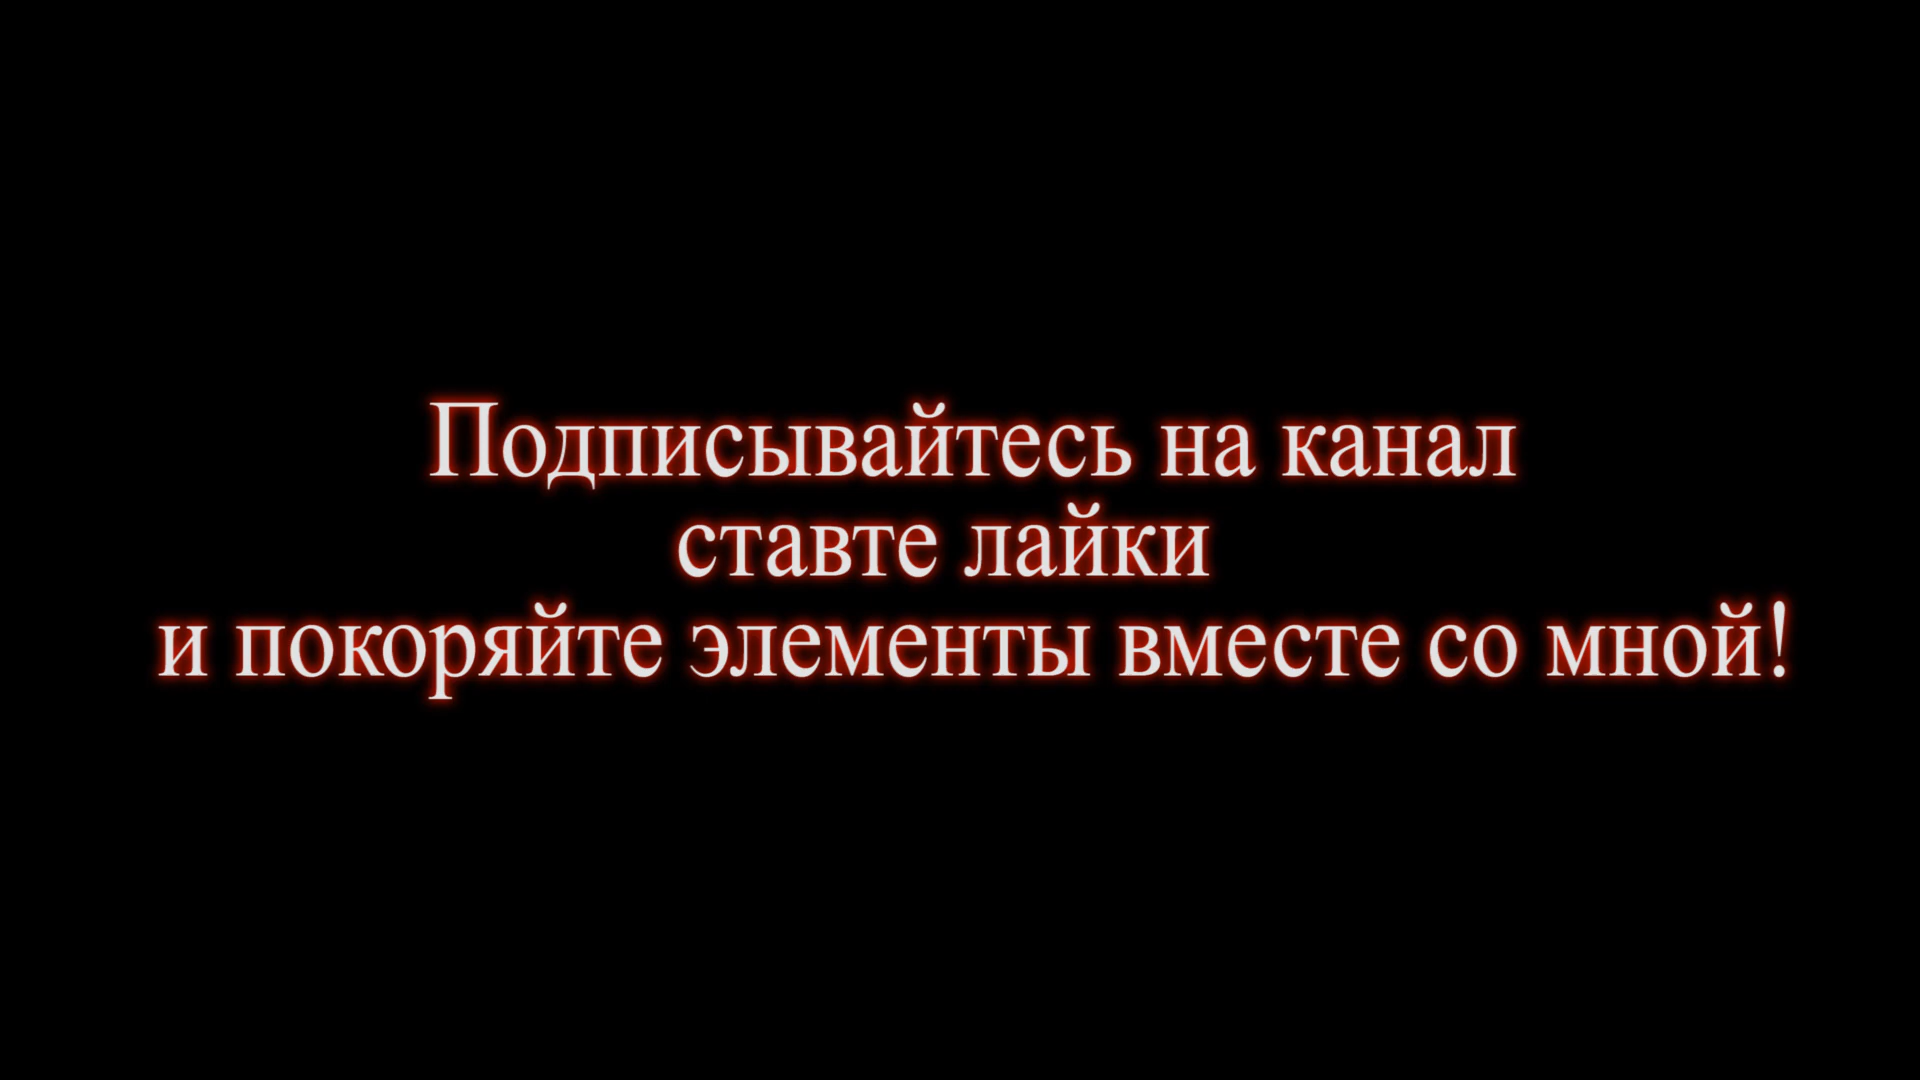 Подписывайтесь на канал
ставте лайки
и покоряйте элементы вместе со мной!